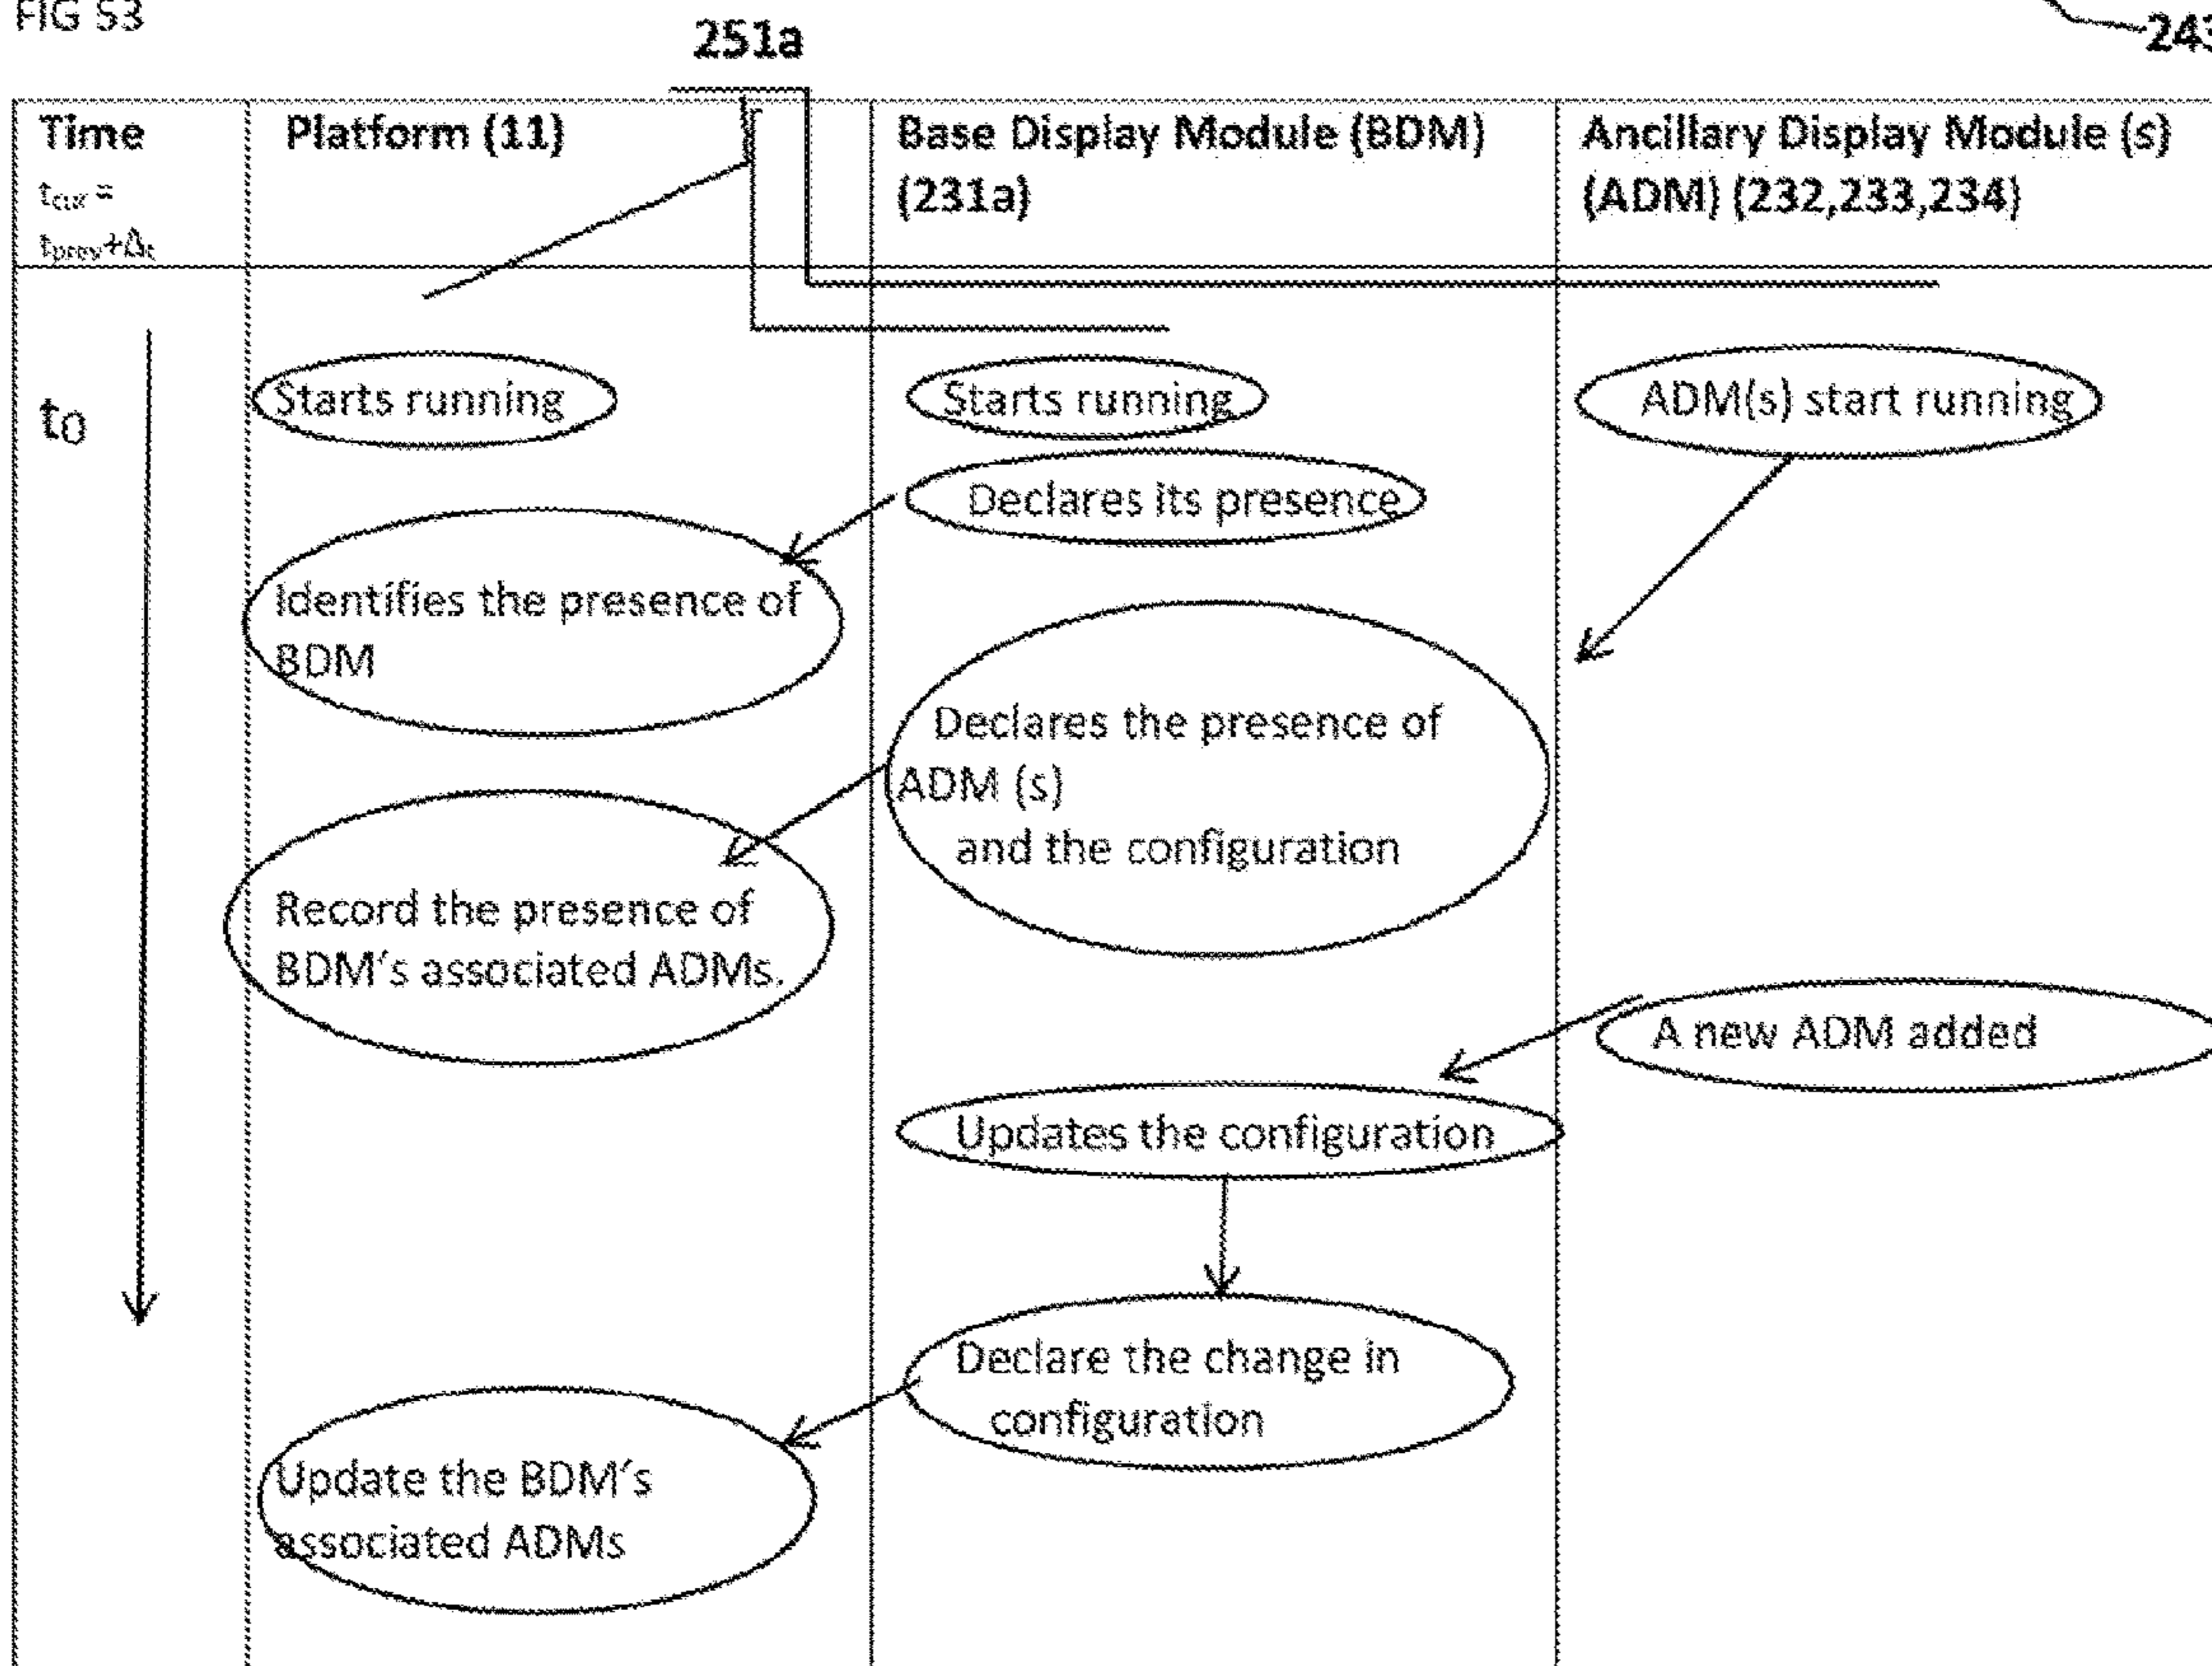 FIG 53
251a
243
Time
t_cur =
t_prev+Δ_t
Platform (11)
Base Display Module (BDM)
(231a)
Ancillary Display Module (s)
(ADM) (232,233,234)
t0
Starts running
Starts running
ADM(s) start running
Declares its presence
Identifies the presence of
BDM
Declares the presence of
ADM (s)
and the configuration
Record the presence of
BDM's associated ADMs.
A new ADM added
Updates the configuration
Declare the change in
configuration
Update the BDM's
associated ADMs